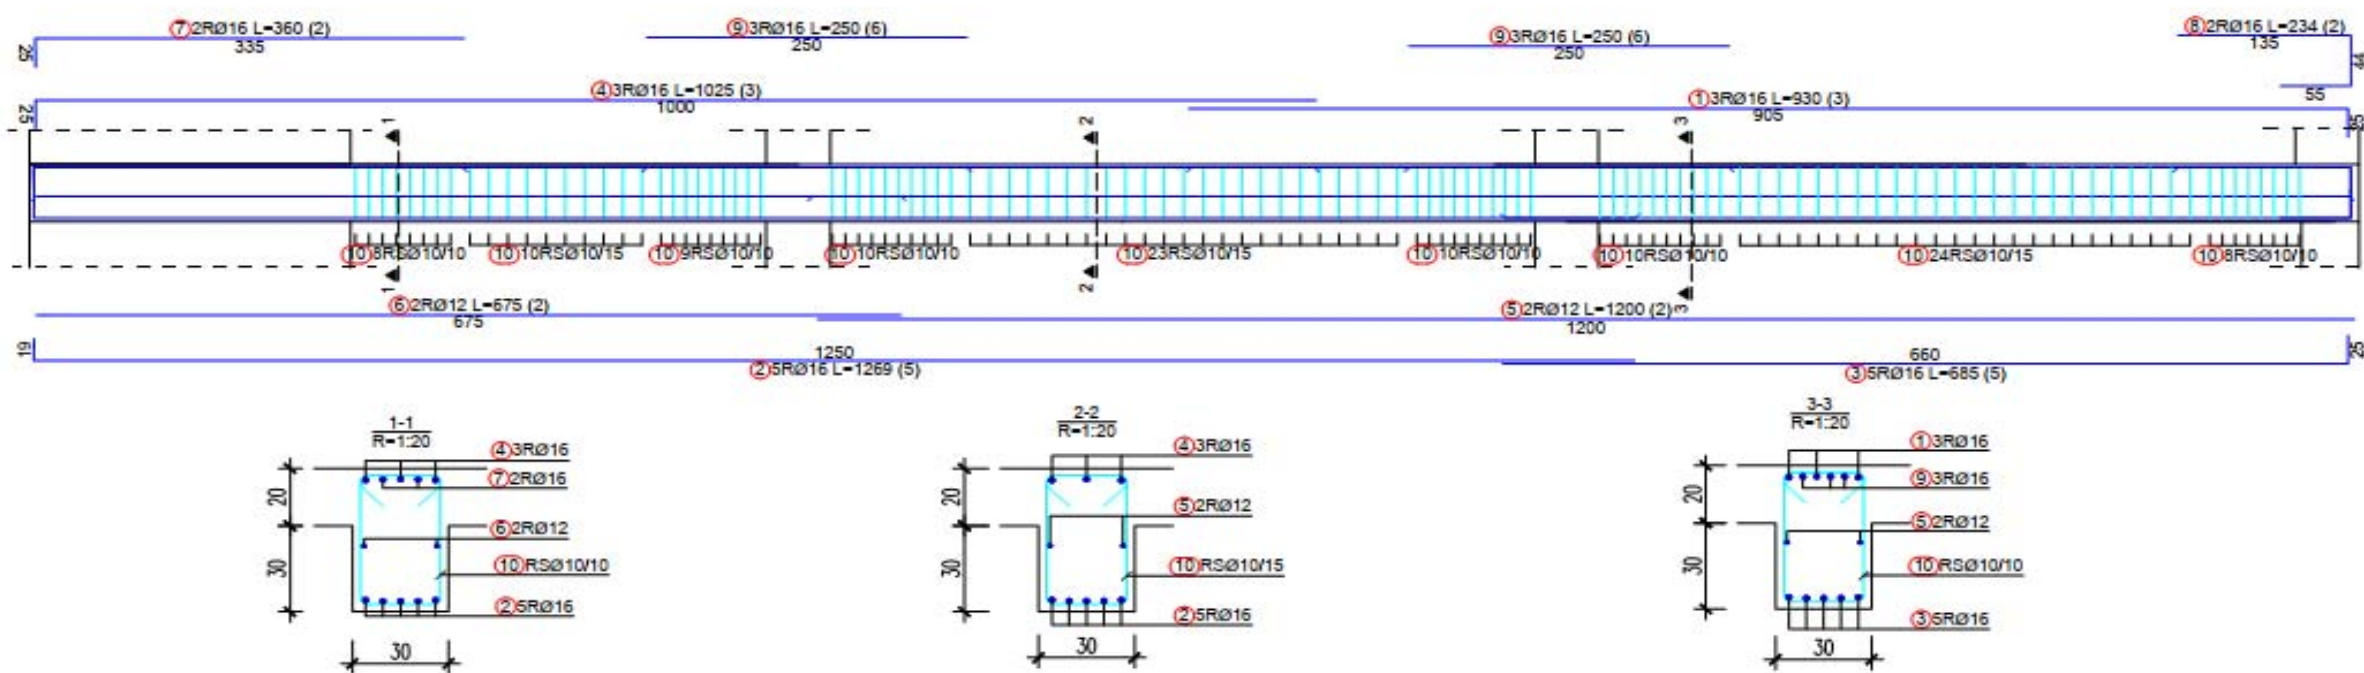 ⑦2RØ16 L=360 (2)
335
⑨3RØ16 L=250 (6)
250
⑨3RØ16 L=250 (6)
250
⑧2RØ16 L=234 (2)
135
44
55
④3RØ16 L=1025 (3)
1000
25
①3RØ16 L=930 (3)
905
1
2
3
⑩8RSØ10/10
⑩10RSØ10/15
⑩9RSØ10/10
⑩10RSØ10/10
⑩23RSØ10/15
⑩10RSØ10/10
⑩10RSØ10/10
⑩24RSØ10/15
⑩8RSØ10/10
1
2
3
⑥2RØ12 L=675 (2)
675
⑤2RØ12 L=1200 (2)
1200
19
1250
②5RØ16 L=1269 (5)
660
③5RØ16 L=685 (5)
25
1-1
R=1:20
④3RØ16
⑦2RØ16
⑥2RØ12
⑩RSØ10/10
②5RØ16
20
30
30
2-2
R=1:20
④3RØ16
⑤2RØ12
⑩RSØ10/15
②5RØ16
20
30
30
3-3
R=1:20
①3RØ16
⑨3RØ16
⑤2RØ12
⑩RSØ10/10
③5RØ16
20
30
30